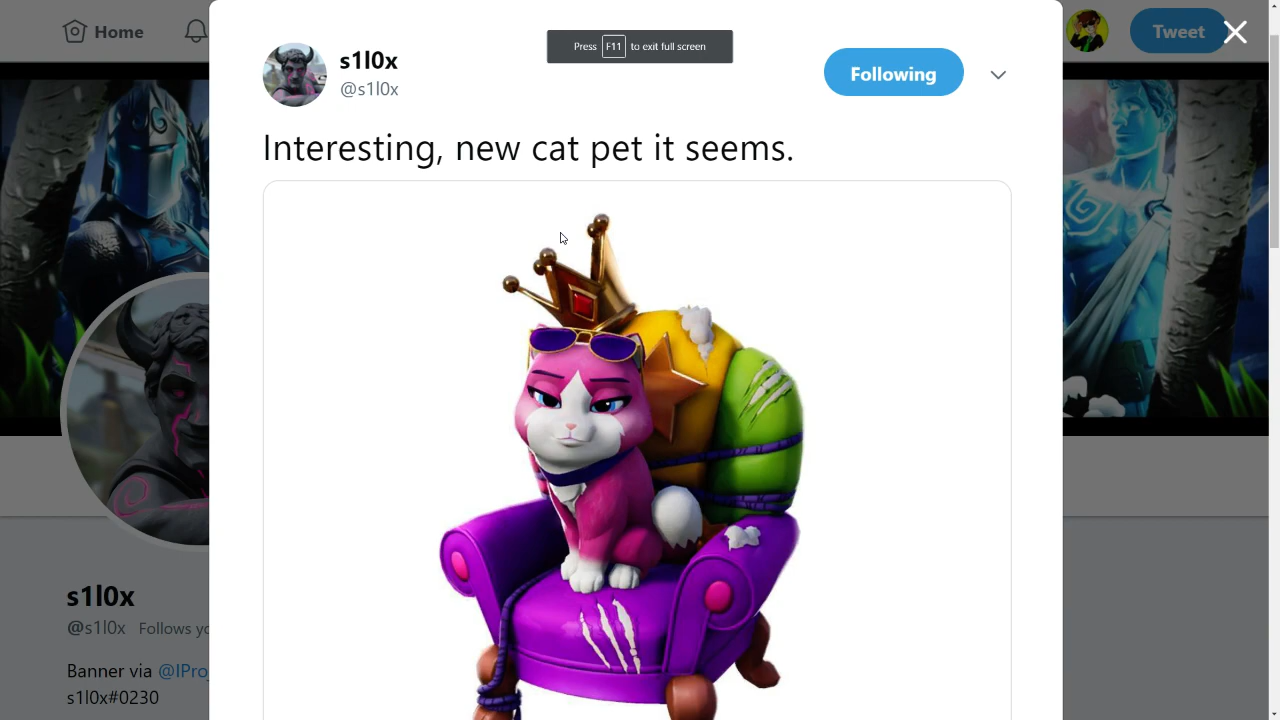 Home
Press F11 to exit full screen
Tweet
s1l0x
@s1l0x
Following
Interesting, new cat pet it seems.
s1l0x
@s1l0x Follows
Banner via @IPro
s1l0x#0230